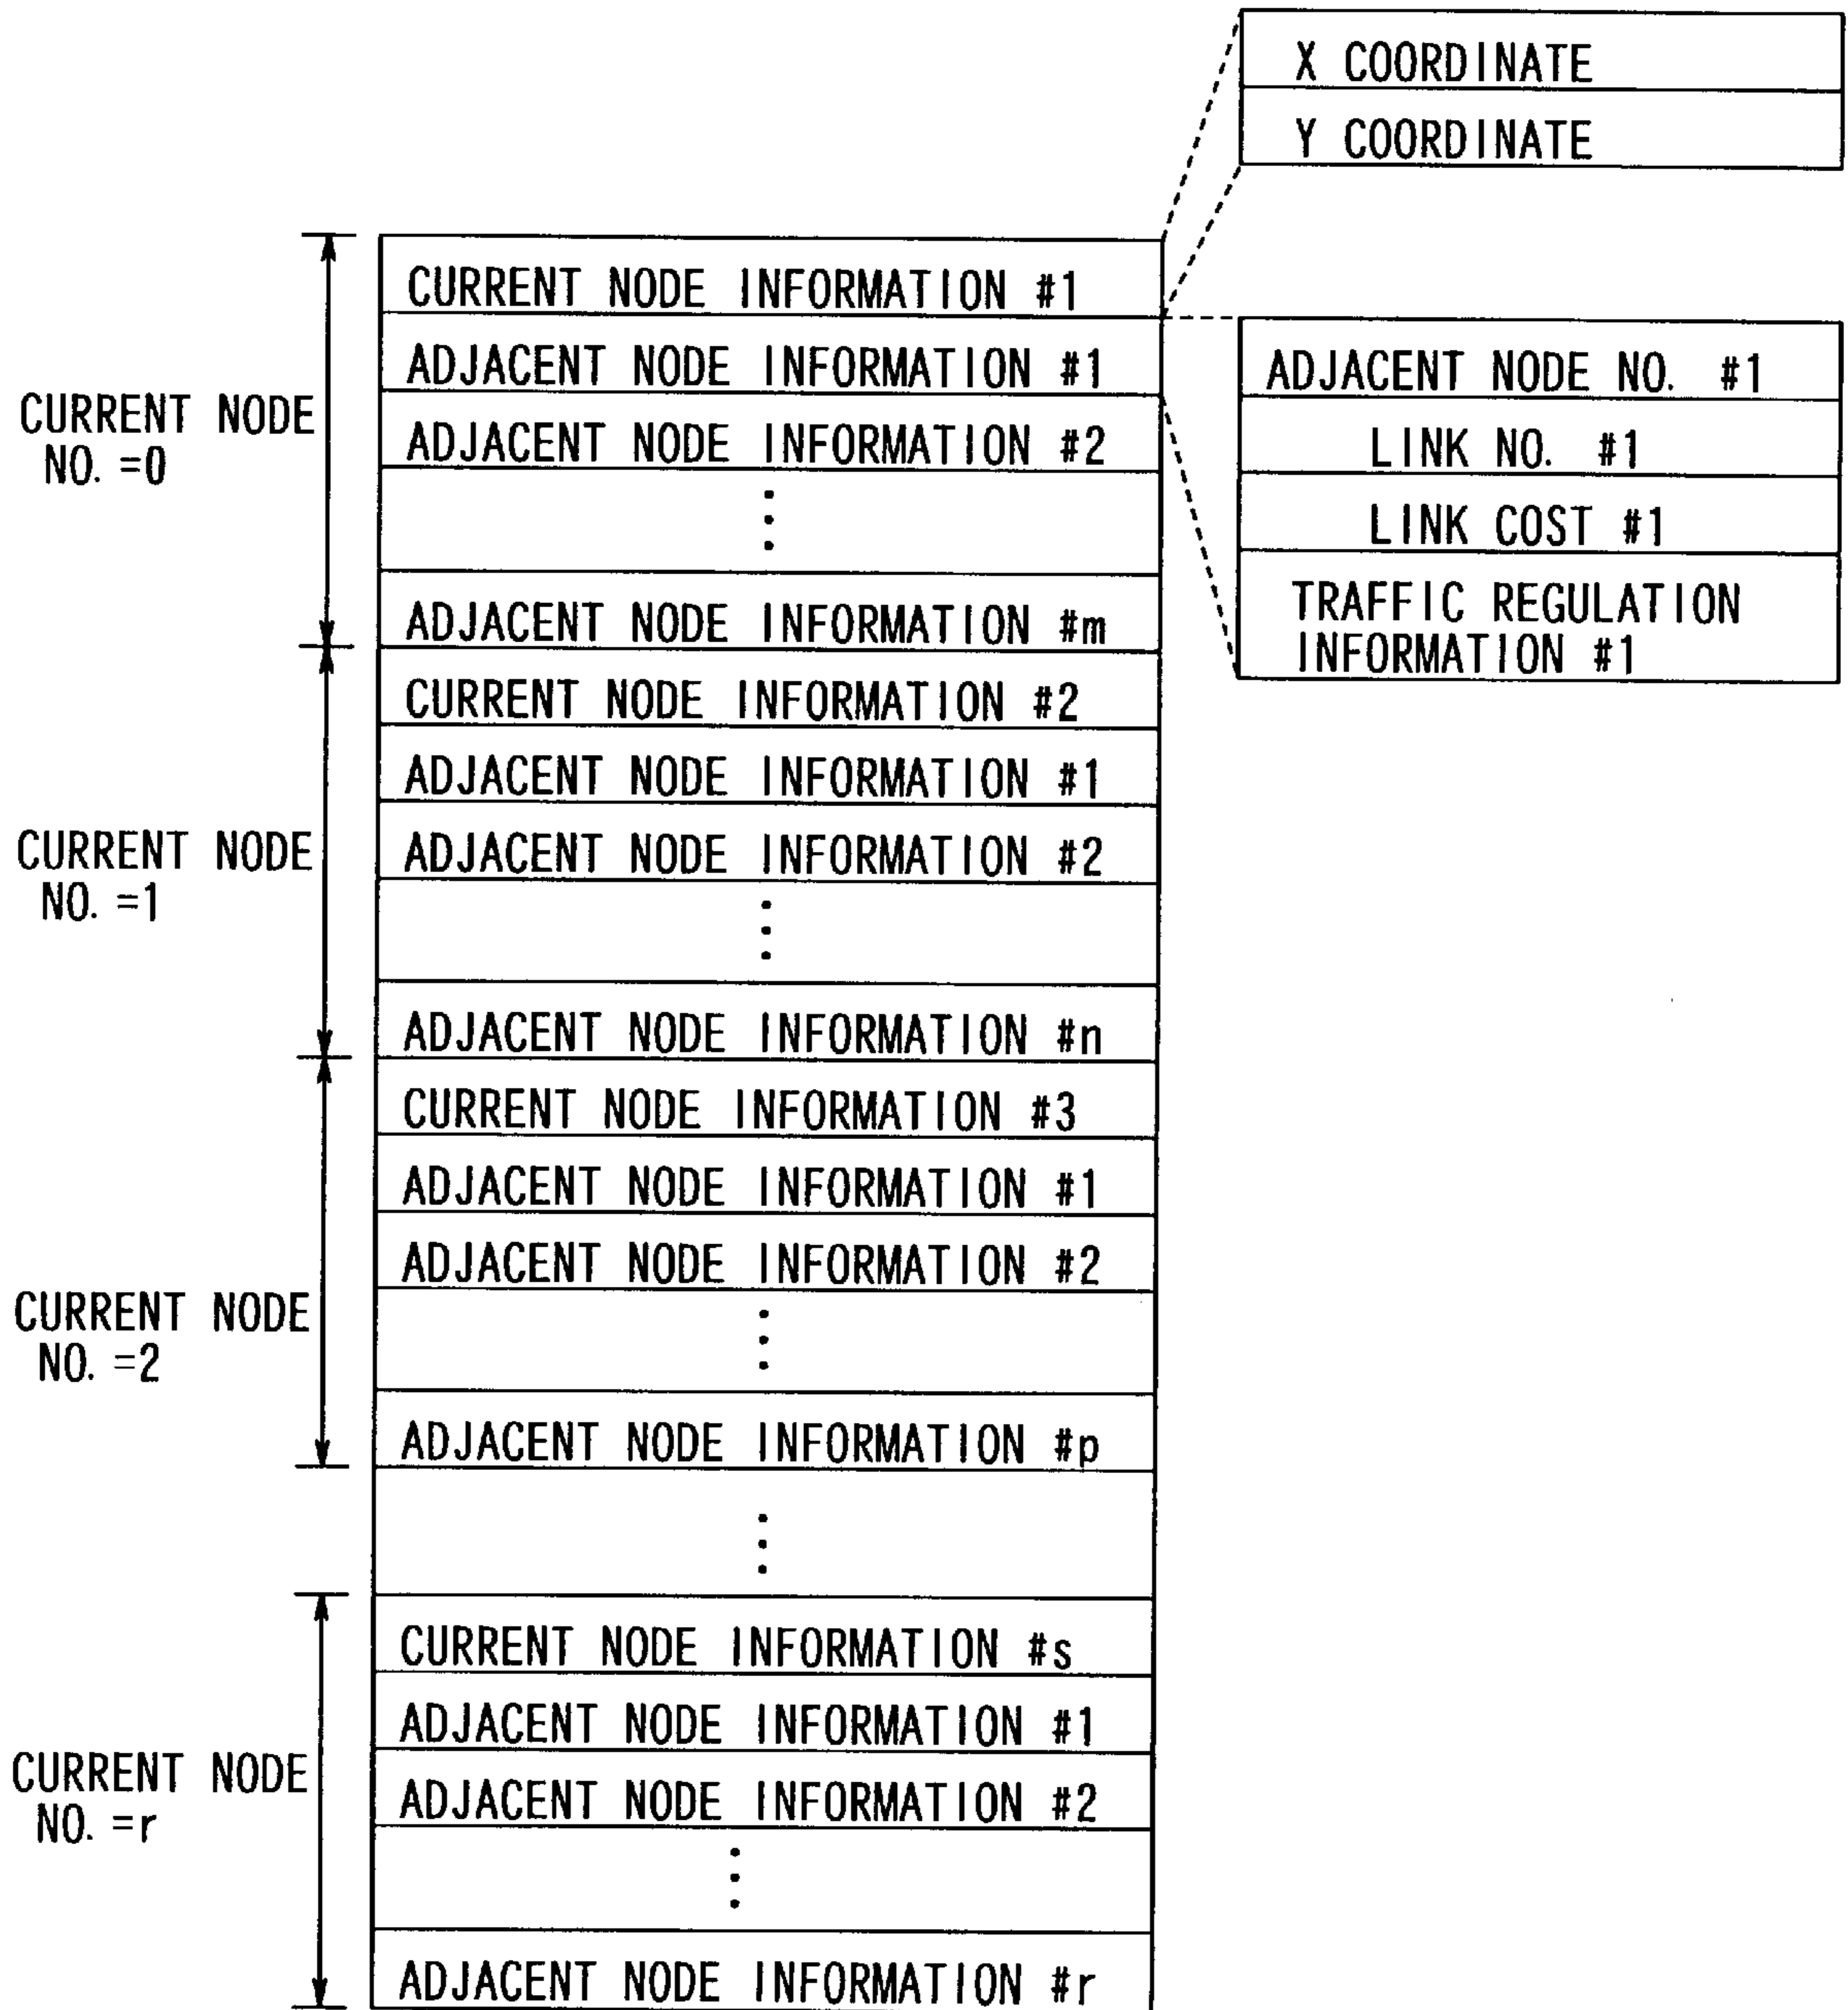 X COORDINATE
Y COORDINATE
CURRENT NODE INFORMATION #1
ADJACENT NODE INFORMATION #1
ADJACENT NODE INFORMATION #2
ADJACENT NODE INFORMATION #m
CURRENT NODE
NO. =0
ADJACENT NODE NO. #1
LINK NO. #1
LINK COST #1
TRAFFIC REGULATION
INFORMATION #1
CURRENT NODE INFORMATION #2
ADJACENT NODE INFORMATION #1
ADJACENT NODE INFORMATION #2
ADJACENT NODE INFORMATION #n
CURRENT NODE
NO. =1
CURRENT NODE INFORMATION #3
ADJACENT NODE INFORMATION #1
ADJACENT NODE INFORMATION #2
ADJACENT NODE INFORMATION #p
CURRENT NODE
NO. =2
CURRENT NODE INFORMATION #s
ADJACENT NODE INFORMATION #1
ADJACENT NODE INFORMATION #2
ADJACENT NODE INFORMATION #r
CURRENT NODE
NO. =r